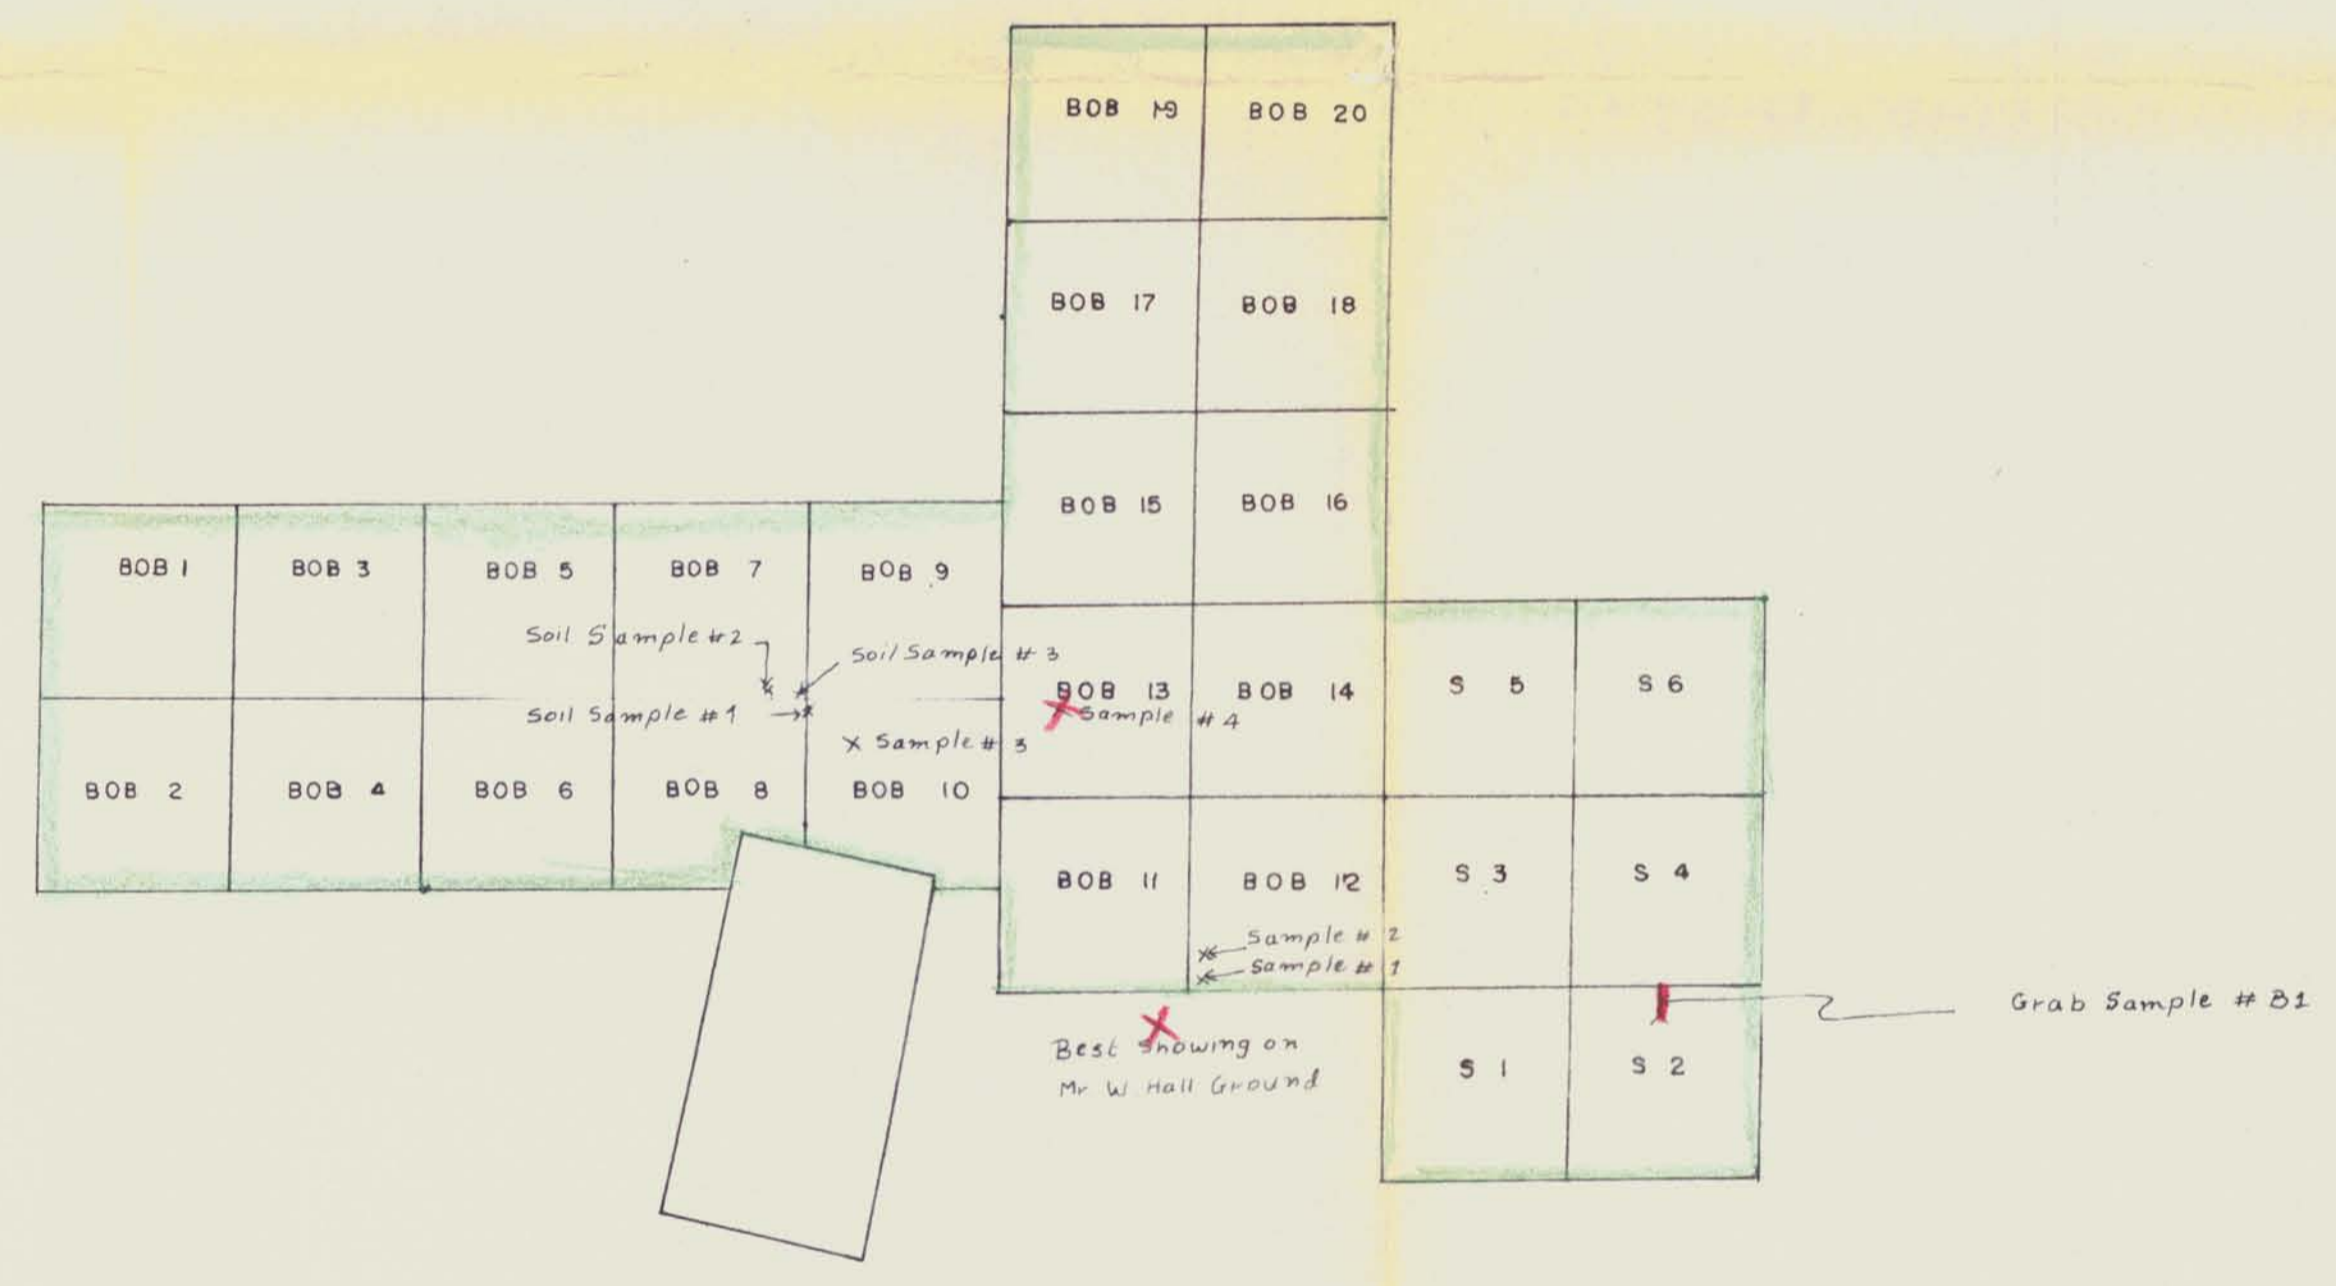 BOB 19
BOB 20
BOB 17
BOB 18
BOB 15
BOB 16
BOB 1
BOB 3
BOB 5
BOB 7
BOB 9
Soil Sample #2
Soil Sample # 3
BOB 13
BOB 14
S 5
S 6
Soil Sample #1
Sample # 4
X Sample # 3
BOB 2
BOB 4
BOB 6
BOB 8
BOB 10
BOB 11
BOB 12
S 3
S 4
Sample # 2
Sample # 1
Grab Sample # B1
Best Showing on
Mr W Hall Ground
S 1
S 2